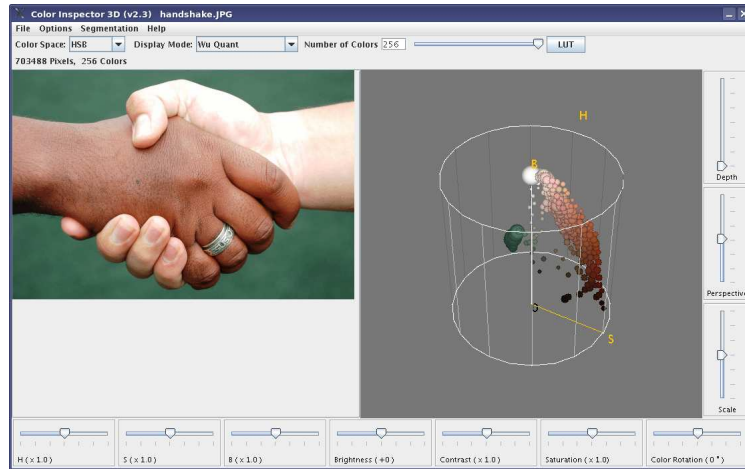 Color Inspector 3D (v2.3) handshake.JPG
File Options Segmentation Help
Color Space: HSB Display Mode: Wu Quant Number of Colors 256 LUT
703488 Pixels, 256 Colors
H
B
0
S
Depth
Perspective
Scale
H ( x 1.0 ) S ( x 1.0 ) B ( x 1.0 ) Brightness ( +0 ) Contrast ( x 1.0 ) Saturation ( x 1.0 ) Color Rotation ( 0 ° )